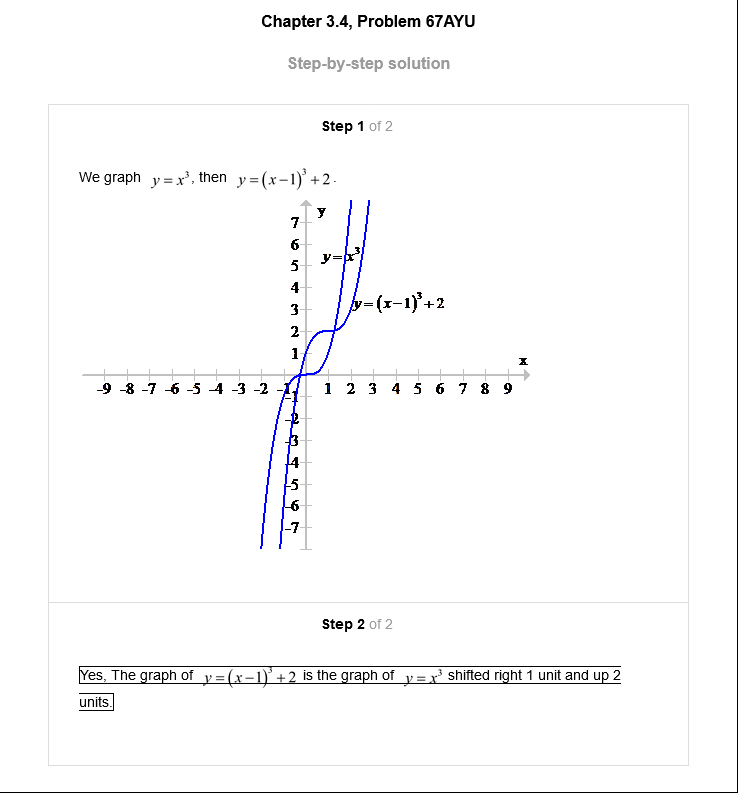 Chapter 3.4, Problem 67AYU
Step-by-step solution
Step 1 of 2
We graph y = x³, then y = (x−1)³ + 2.
y
7
6
y=x³
5
4
3
y=(x−1)³+2
2
1
x
-9 -8 -7 -6 -5 -4 -3 -2 -1 1 2 3 4 5 6 7 8 9
-1
-2
-3
-4
-5
-6
-7
Step 2 of 2
Yes, The graph of y = (x−1)³ + 2 is the graph of y = x³ shifted right 1 unit and up 2
units.